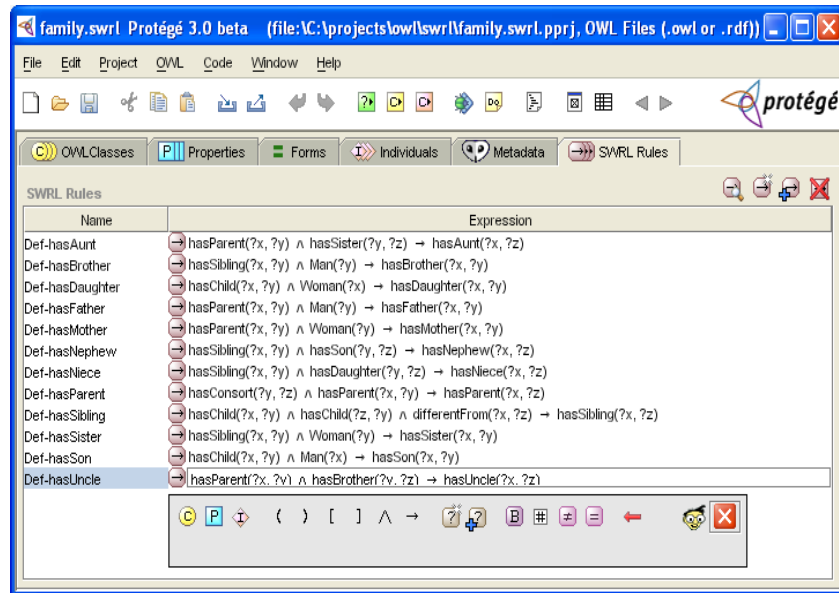 family.swrl Protégé 3.0 beta (file:\C:\projects\owl\swrl\family.swrl.pprj, OWL Files (.owl or .rdf))
File Edit Project OWL Code Window Help
protégé
OWLClasses Properties Forms Individuals Metadata SWRL Rules
SWRL Rules
Name Expression
Def-hasAunt hasParent(?x, ?y) ∧ hasSister(?y, ?z) → hasAunt(?x, ?z)
Def-hasBrother hasSibling(?x, ?y) ∧ Man(?y) → hasBrother(?x, ?y)
Def-hasDaughter hasChild(?x, ?y) ∧ Woman(?x) → hasDaughter(?x, ?y)
Def-hasFather hasParent(?x, ?y) ∧ Man(?y) → hasFather(?x, ?y)
Def-hasMother hasParent(?x, ?y) ∧ Woman(?y) → hasMother(?x, ?y)
Def-hasNephew hasSibling(?x, ?y) ∧ hasSon(?y, ?z) → hasNephew(?x, ?z)
Def-hasNiece hasSibling(?x, ?y) ∧ hasDaughter(?y, ?z) → hasNiece(?x, ?z)
Def-hasParent hasConsort(?y, ?z) ∧ hasParent(?x, ?y) → hasParent(?x, ?z)
Def-hasSibling hasChild(?x, ?y) ∧ hasChild(?z, ?y) ∧ differentFrom(?x, ?z) → hasSibling(?x, ?z)
Def-hasSister hasSibling(?x, ?y) ∧ Woman(?y) → hasSister(?x, ?y)
Def-hasSon hasChild(?x, ?y) ∧ Man(?x) → hasSon(?x, ?y)
Def-hasUncle hasParent(?x, ?y) ∧ hasBrother(?y, ?z) → hasUncle(?x, ?z)
C P I ( ) [ ] ∧ → ? ? B # ≠ = ←